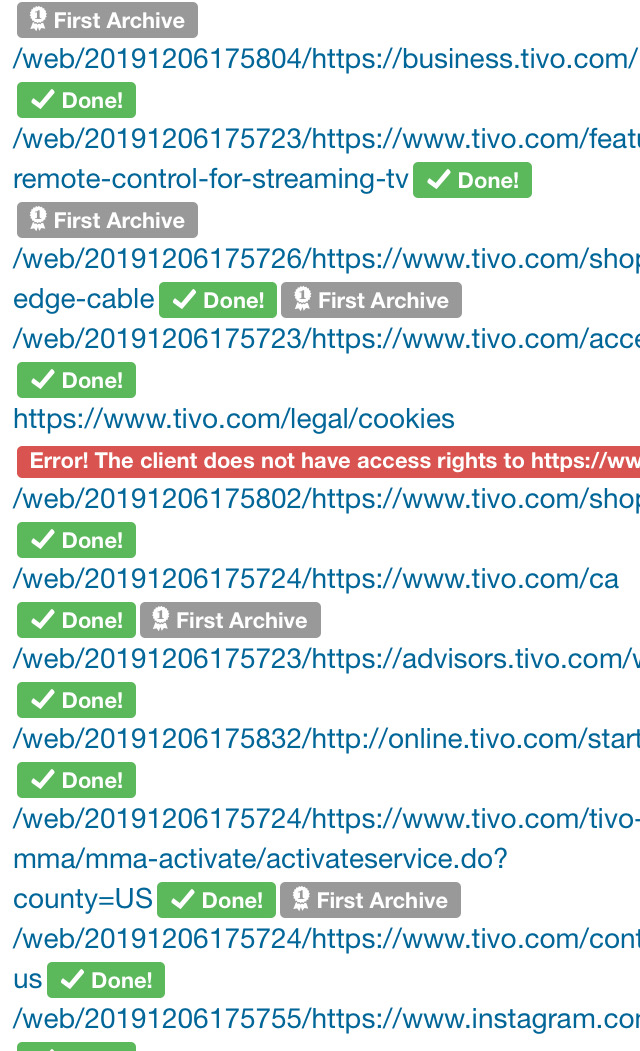 1 First Archive
/web/20191206175804/https://business.tivo.com/
Done!
/web/20191206175723/https://www.tivo.com/featu
remote-control-for-streaming-tv Done!
1 First Archive
/web/20191206175726/https://www.tivo.com/shop
edge-cable Done! 1 First Archive
/web/20191206175723/https://www.tivo.com/acce
Done!
https://www.tivo.com/legal/cookies
Error! The client does not have access rights to https://ww
/web/20191206175802/https://www.tivo.com/shop
Done!
/web/20191206175724/https://www.tivo.com/ca
Done! 1 First Archive
/web/20191206175723/https://advisors.tivo.com/v
Done!
/web/20191206175832/http://online.tivo.com/start
Done!
/web/20191206175724/https://www.tivo.com/tivo-
mma/mma-activate/activateservice.do?
county=US Done! 1 First Archive
/web/20191206175724/https://www.tivo.com/cont
us Done!
/web/20191206175755/https://www.instagram.com